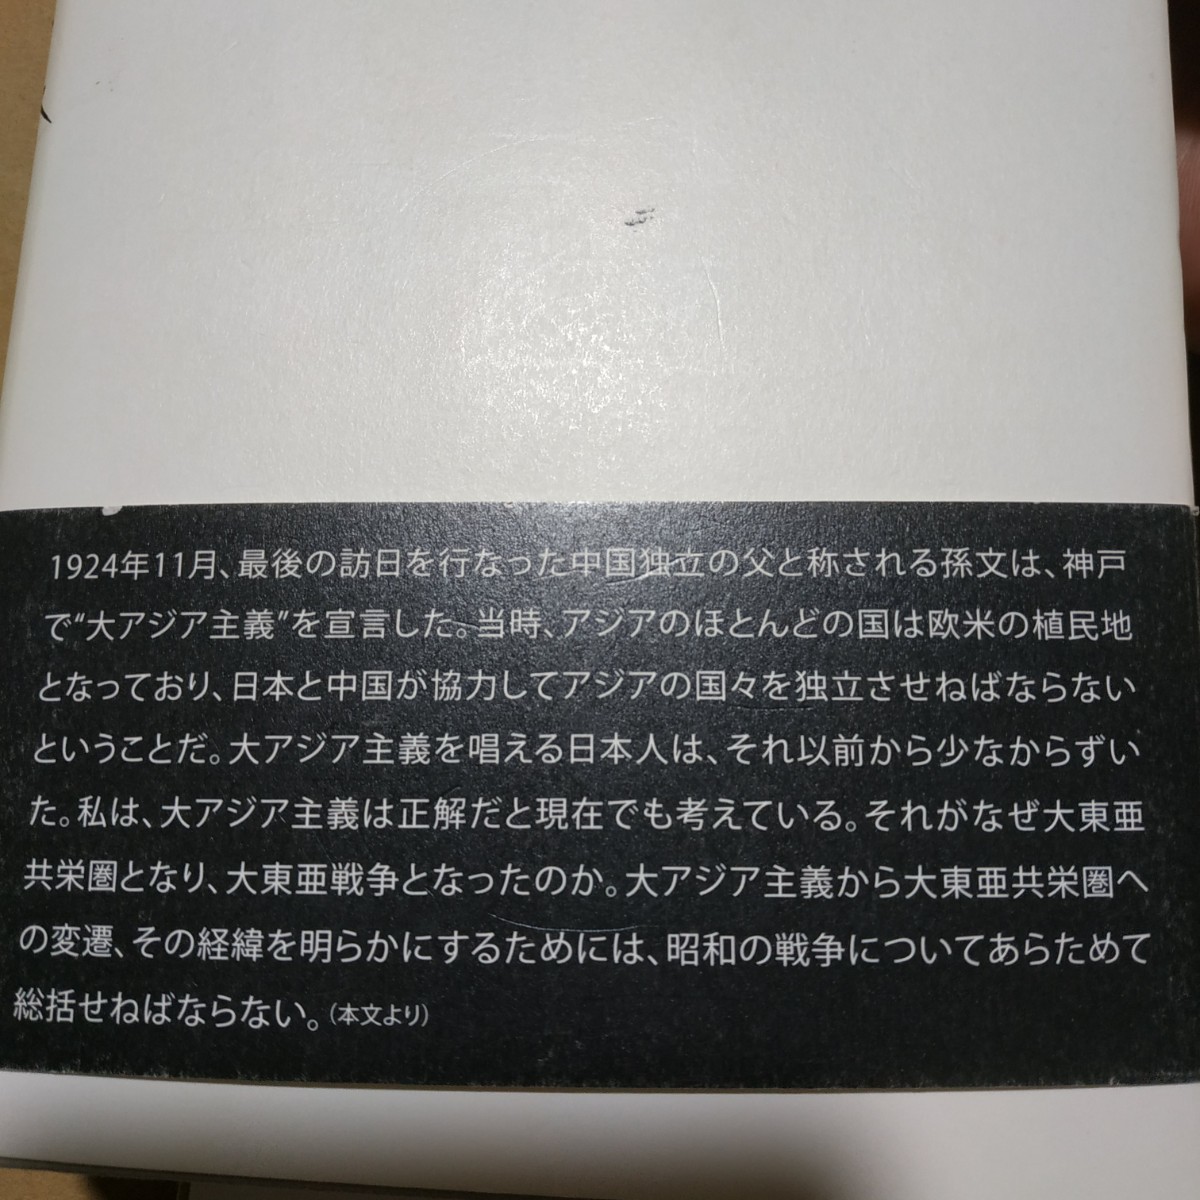 1924年11月、最後の訪日を行なった中国独立の父と称される孫文は、神戸
で“大アジア主義”を宣言した。当時、アジアのほとんどの国は欧米の植民地
となっており、日本と中国が協力してアジアの国々を独立させねばならない
ということだ。大アジア主義を唱える日本人は、それ以前から少なからずい
た。私は、大アジア主義は正解だと現在でも考えている。それがなぜ大東亜
共栄圏となり、大東亜戦争となったのか。大アジア主義から大東亜共栄圏へ
の変遷、その経緯を明らかにするためには、昭和の戦争についてあらためて
総括せねばならない。（本文より）